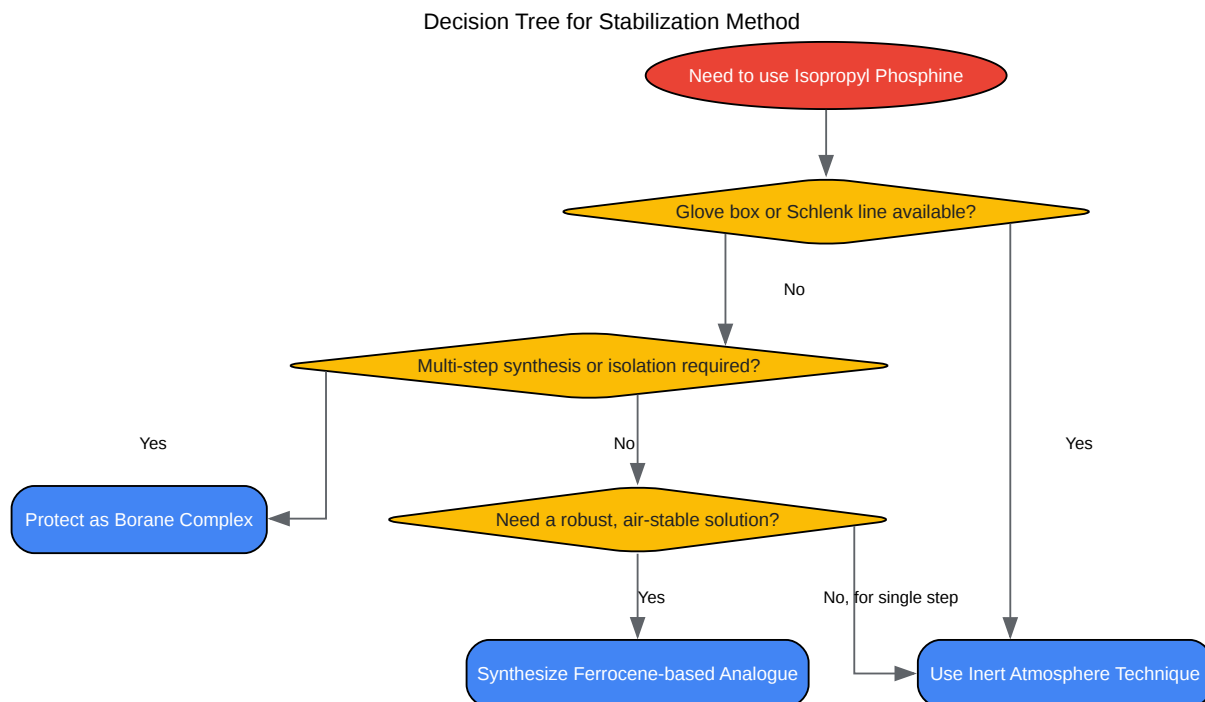 Decision Tree for Stabilization Method
Need to use Isopropyl Phosphine
Glove box or Schlenk line available?
No
Multi-step synthesis or isolation required?
Yes
No
Yes
Protect as Borane Complex
Need a robust, air-stable solution?
Yes
No, for single step
Synthesize Ferrocene-based Analogue
Use Inert Atmosphere Technique